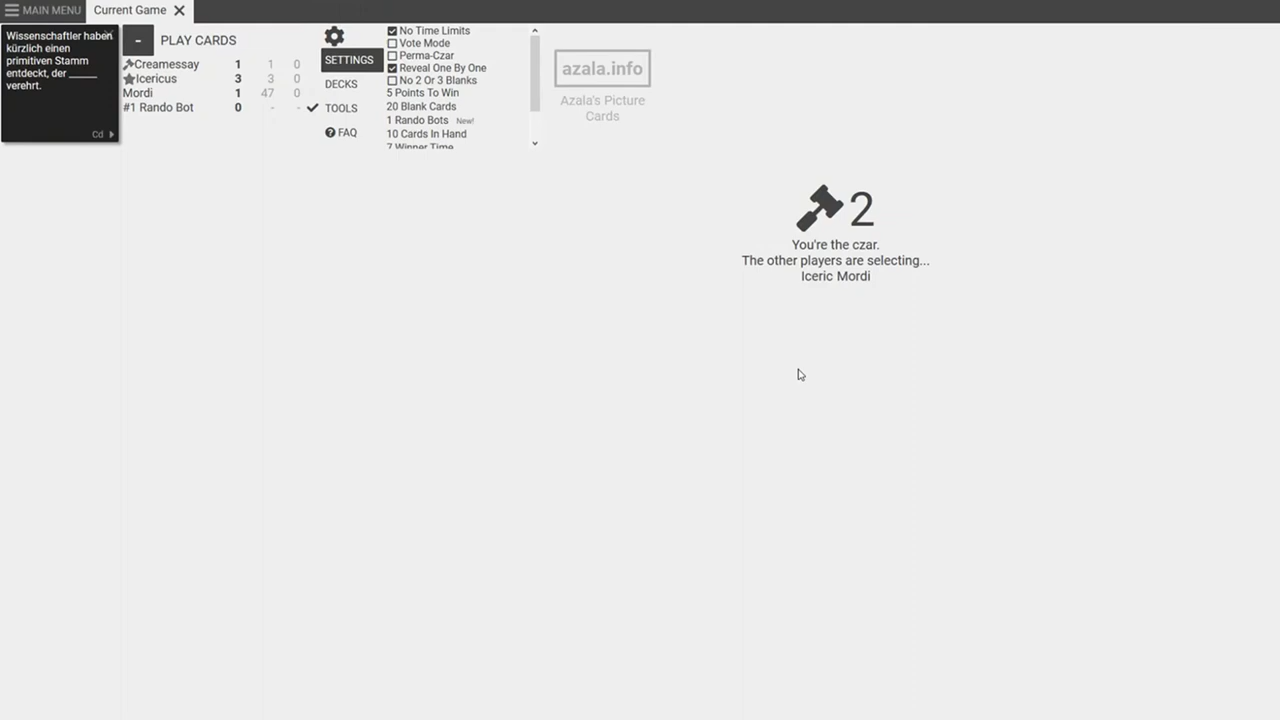 MAIN MENU
Current Game
Wissenschaftler haben
kürzlich einen
primitiven Stamm
entdeckt, der _____
verehrt.
Cd
- PLAY CARDS
Creamessay 1 1 0
Icericus 3 3 0
Mordi 1 47 0
#1 Rando Bot 0 - -
SETTINGS
DECKS
TOOLS
FAQ
No Time Limits
Vote Mode
Perma-Czar
Reveal One By One
No 2 Or 3 Blanks
5 Points To Win
20 Blank Cards
1 Rando Bots New!
10 Cards In Hand
7 Winner Time
azala.info
Azala's Picture
Cards
2
You're the czar.
The other players are selecting...
Iceric Mordi